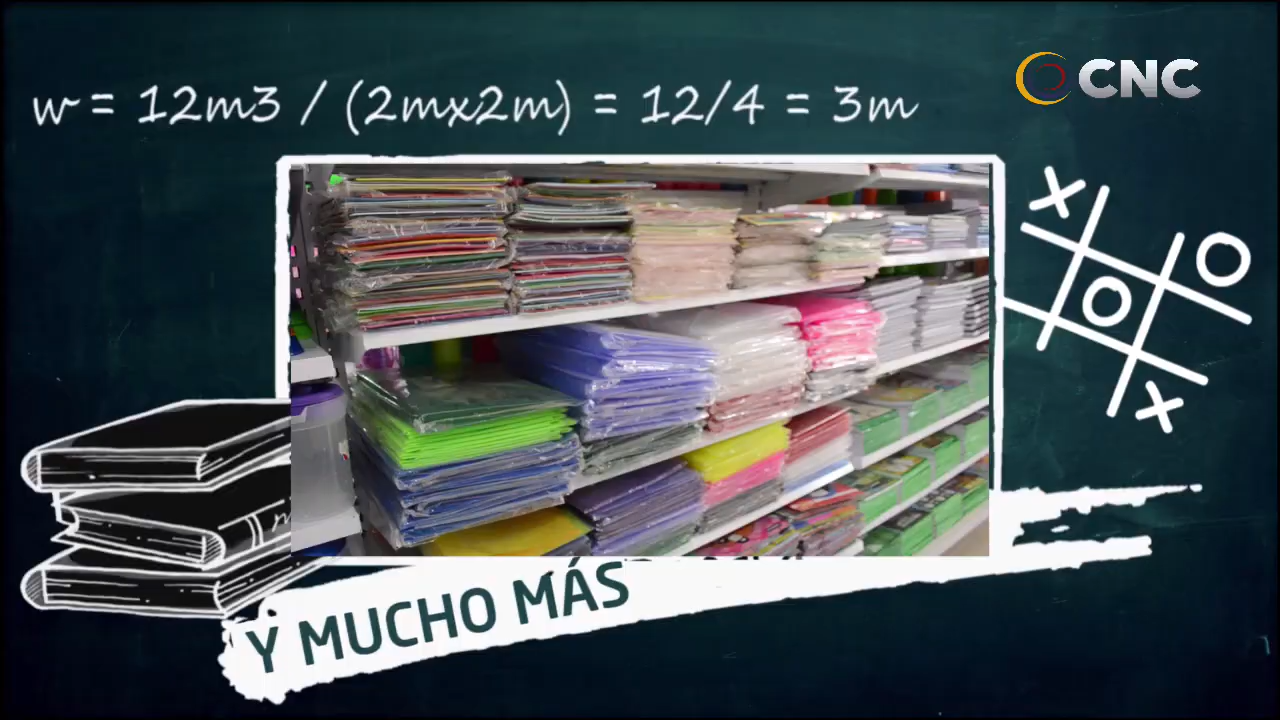 CNC
w = 12m3 / (2mx2m) = 12/4 = 3m
Y MUCHO MÁS